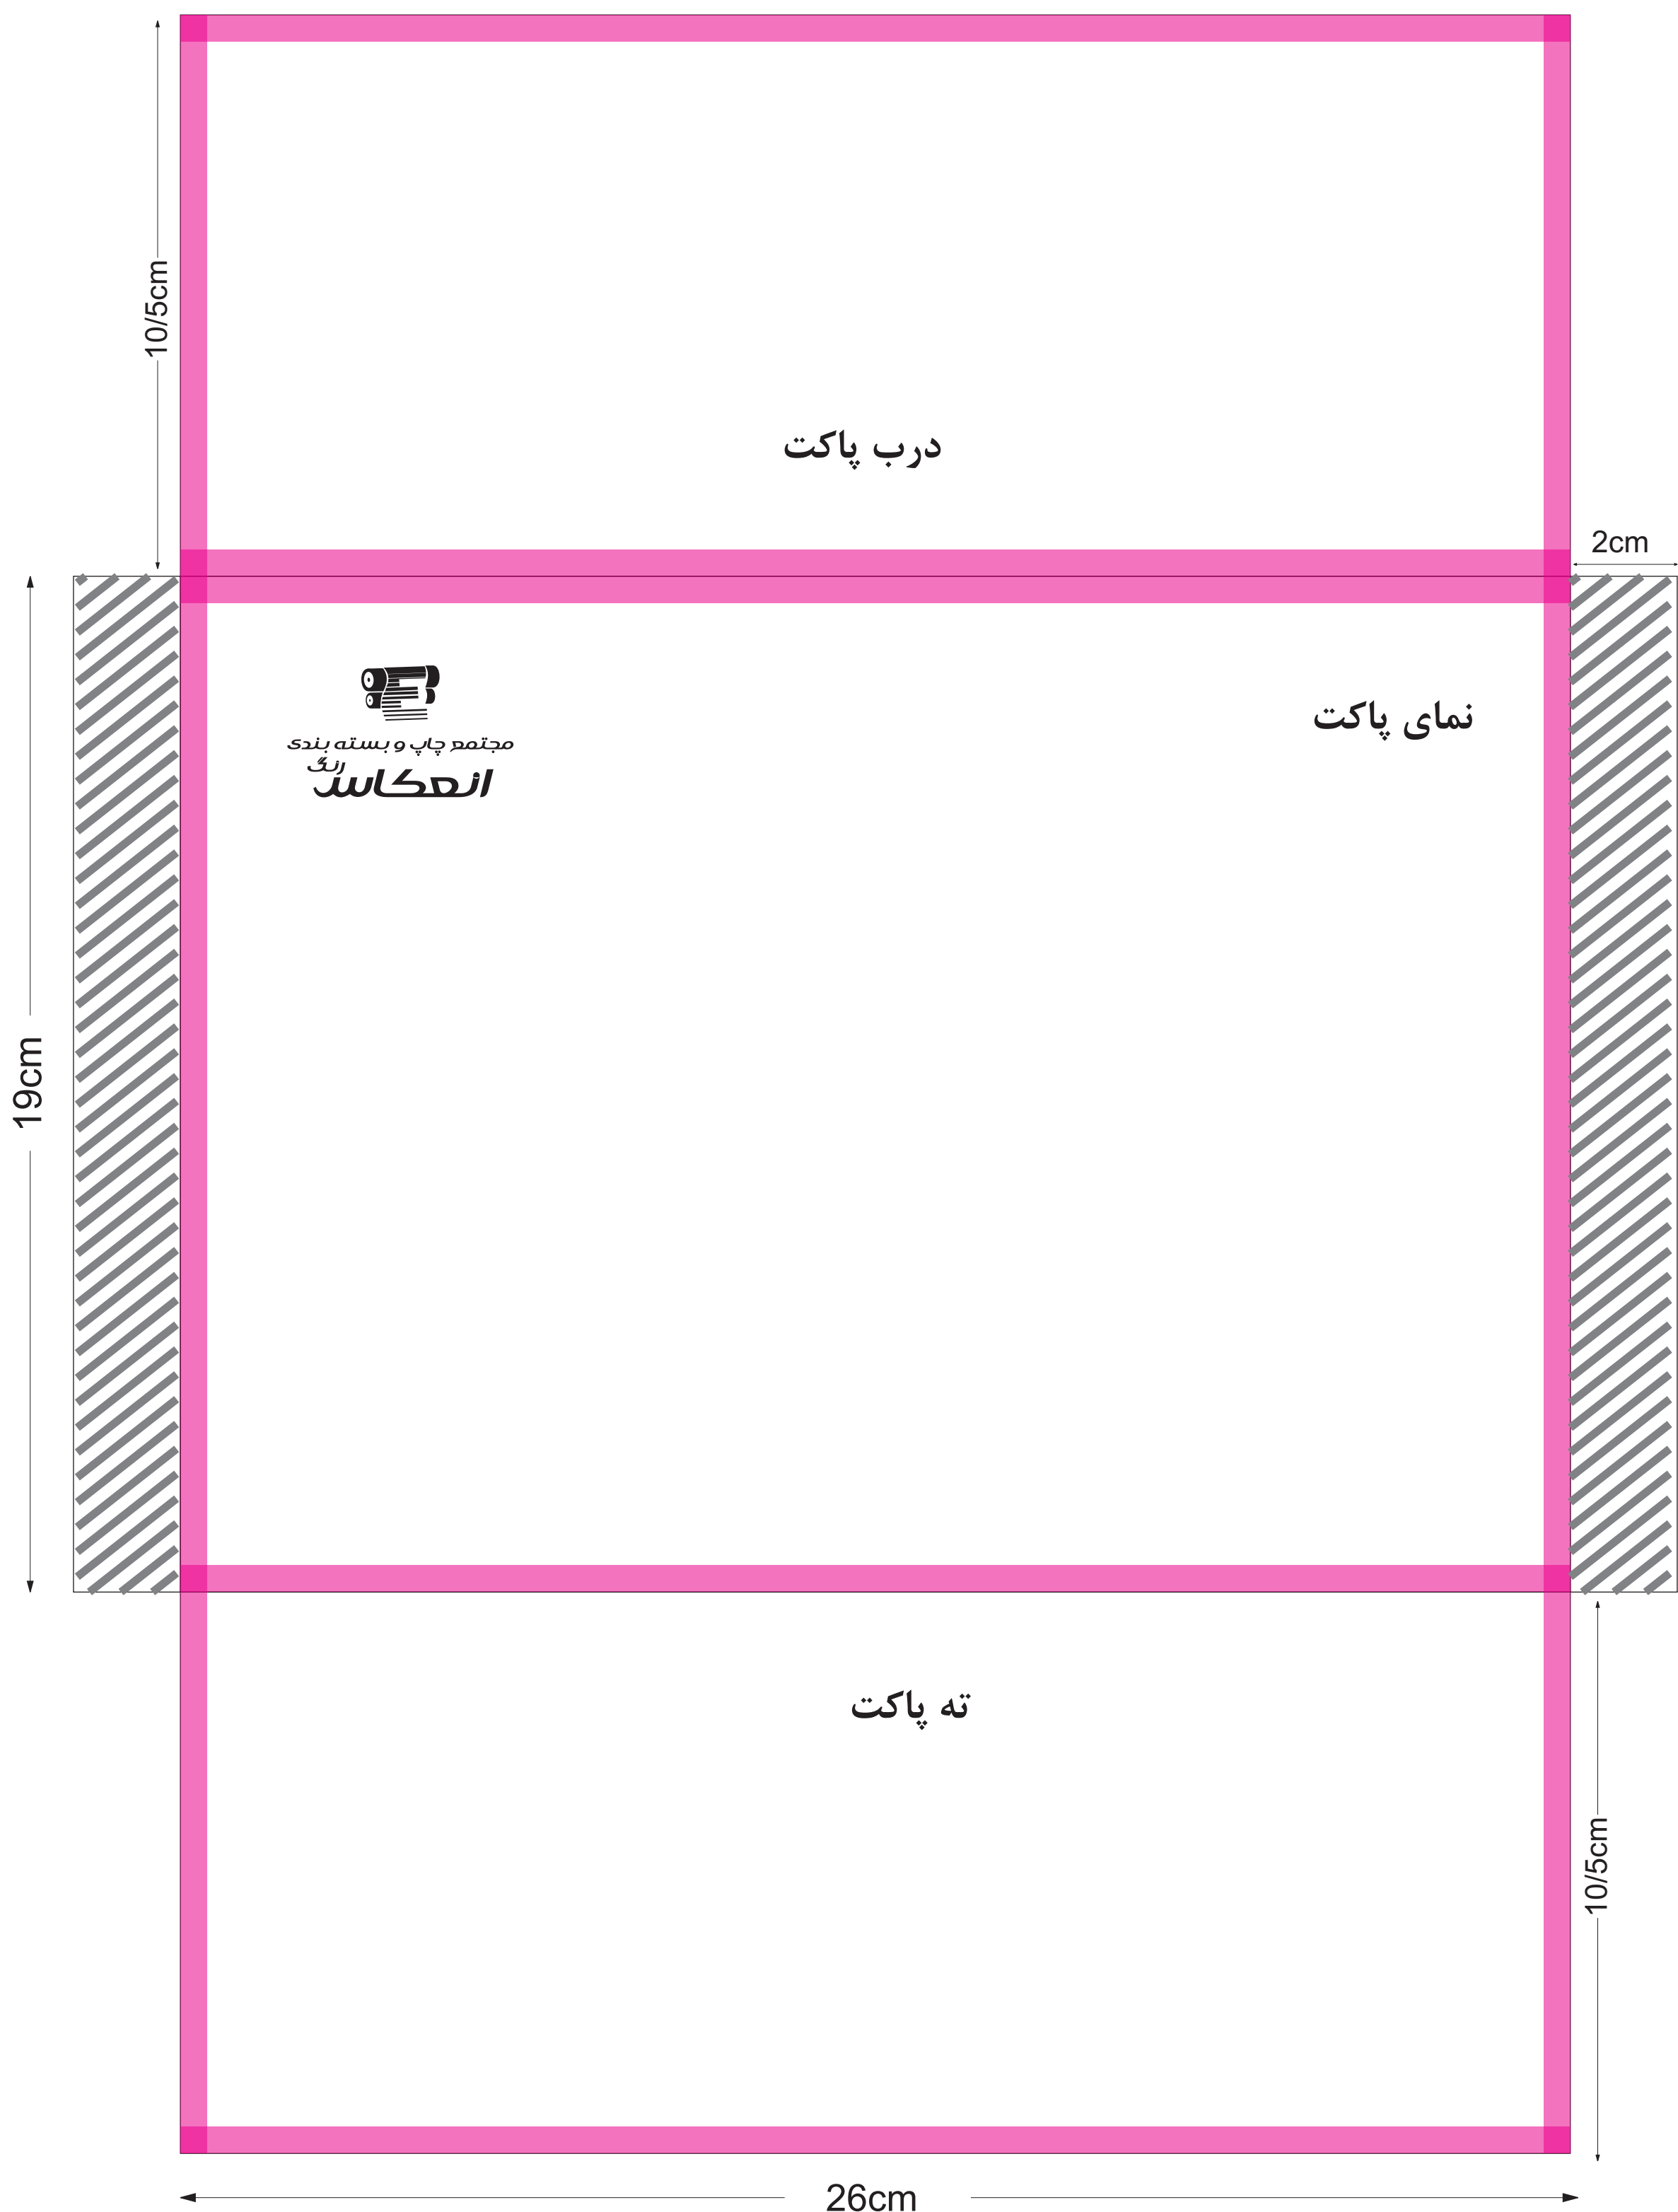 10/5cm
درب پاکت
2cm
نمای پاکت
مجتمع چاپ و بسته بندی
انعکاس رنگ
19cm
ته پاکت
10/5cm
26cm